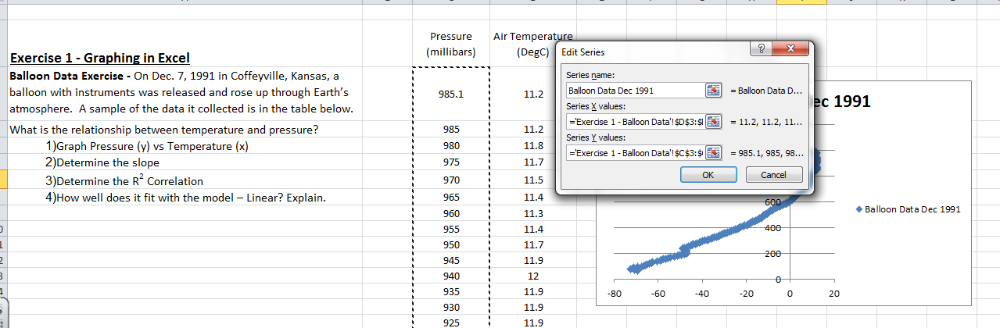 Pressure Air Temperature
Exercise 1 - Graphing in Excel (millibars) (DegC)
Balloon Data Exercise - On Dec. 7, 1991 in Coffeyville, Kansas, a
balloon with instruments was released and rose up through Earth's
atmosphere. A sample of the data it collected is in the table below.
985.1 11.2
What is the relationship between temperature and pressure? 985 11.2
1)Graph Pressure (y) vs Temperature (x) 980 11.8
2)Determine the slope 975 11.7
3)Determine the R² Correlation 970 11.5
4)How well does it fit with the model – Linear? Explain. 965 11.4
960 11.3
955 11.4
950 11.7
945 11.9
940 12
935 11.9
930 11.9
925 11.9
Edit Series
Series name:
Balloon Data Dec 1991 = Balloon Data D...
Series X values:
='Exercise 1 - Balloon Data'!$D$3:$ = 11.2, 11.2, 11...
Series Y values:
='Exercise 1 - Balloon Data'!$C$3:$ = 985.1, 985, 98...
OK Cancel
ec 1991
600
400
200
0
-80 -60 -40 -20 0 20
Balloon Data Dec 1991